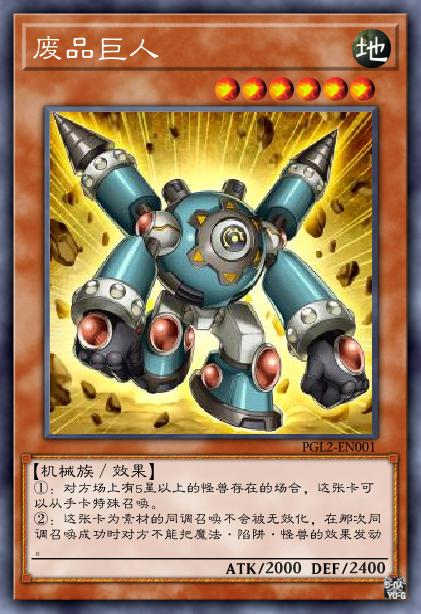 废品巨人
地
PGL2-EN001
【机械族／效果】
①：对方场上有5星以上的怪兽存在的场合，这张卡可
以从手卡特殊召唤。
②：这张卡为素材的同调召唤不会被无效化，在那次同
调召唤成功时对方不能把魔法·陷阱·怪兽的效果发动
。
ATK/2000 DEF/2400